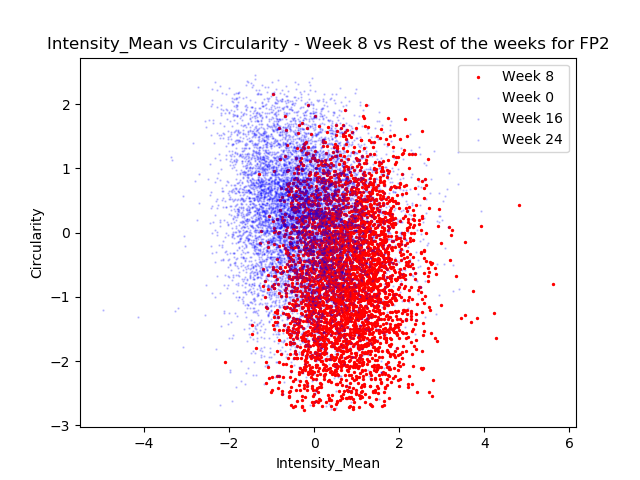 Intensity_Mean vs Circularity - Week 8 vs Rest of the weeks for FP2
Week 8
Week 0
Week 16
Week 24
Circularity
2
1
0
−1
−2
−3
−4
−2
0
2
4
6
Intensity_Mean